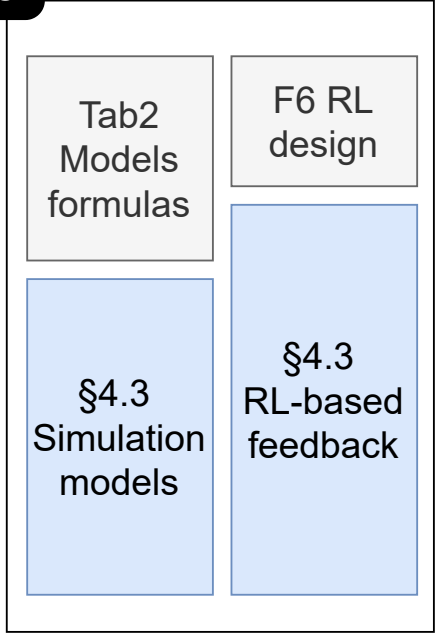 Tab2
Models
formulas
§4.3
Simulation
models
F6 RL
design
§4.3
RL-based
feedback